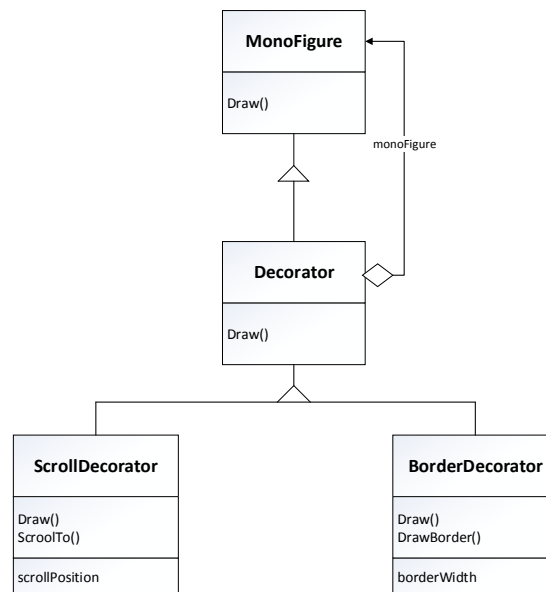 MonoFigure
Draw()
monoFigure
Decorator
Draw()
ScrollDecorator
Draw()
ScroolTo()
scrollPosition
BorderDecorator
Draw()
DrawBorder()
borderWidth